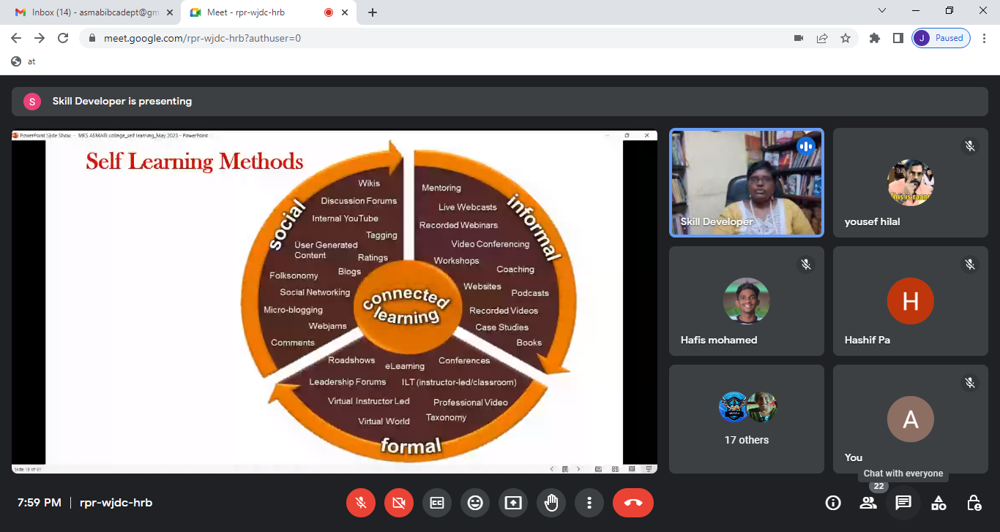 Inbox (14) - asmabibcadept@gm
Meet - rpr-wjdc-hrb
meet.google.com/rpr-wjdc-hrb?authuser=0
J Paused
at
S Skill Developer is presenting
PowerPoint Slide Show - MES ASMABI college_self learning_May 2023 - PowerPoint
Self Learning Methods
social
Wikis
Discussion Forums
Internal YouTube
Tagging
User Generated
Content
Ratings
Blogs
Folksonomy
Social Networking
Micro-blogging
Webjams
Comments
informal
Mentoring
Live Webcasts
Recorded Webinars
Video Conferencing
Workshops
Coaching
Websites
Podcasts
Recorded Videos
Case Studies
Books
connected
learning
Roadshows
eLearning
Conferences
Leadership Forums
ILT (instructor-led/classroom)
Virtual Instructor Led
Professional Video
Virtual World
Taxonomy
formal
Skill Developer
yousef hilal
Hafis mohamed
H
Hashif Pa
17 others
A
You
Chat with everyone
22
7:59 PM | rpr-wjdc-hrb